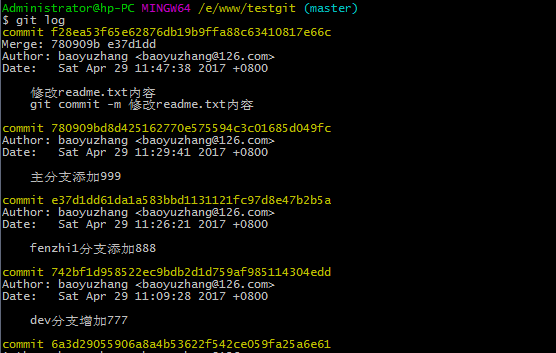 Administrator@hp-PC MINGW64 /e/www/testgit (master)
$ git log
commit f28ea53f65e62876db19b9ffa88c63410817e66c
Merge: 780909b e37d1dd
Author: baoyuzhang <baoyuzhang@126.com>
Date:   Sat Apr 29 11:47:38 2017 +0800
修改readme.txt内容
git commit -m 修改readme.txt内容
commit 780909bd8d425162770e575594c3c01685d049fc
Author: baoyuzhang <baoyuzhang@126.com>
Date:   Sat Apr 29 11:29:41 2017 +0800
主分支添加999
commit e37d1dd61da1a583bbd1131121fc97d8e47b2b5a
Author: baoyuzhang <baoyuzhang@126.com>
Date:   Sat Apr 29 11:26:21 2017 +0800
fenzhi1分支添加888
commit 742bf1d958522ec9bdb2d1d759af985114304edd
Author: baoyuzhang <baoyuzhang@126.com>
Date:   Sat Apr 29 11:09:28 2017 +0800
dev分支增加777
commit 6a3d29055906a8a4b53622f542ce059fa25a6e61